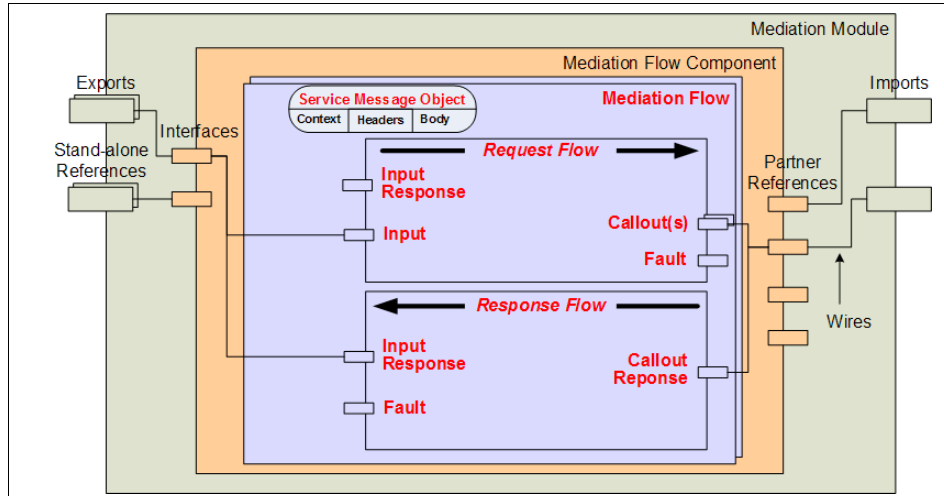 Mediation Module
Mediation Flow Component
Exports
Imports
Service Message Object
Context Headers Body
Mediation Flow
Interfaces
Stand-alone
References
Request Flow
Partner
References
Input
Response
Input
Callout(s)
Fault
Response Flow
Wires
Input
Response
Callout
Reponse
Fault